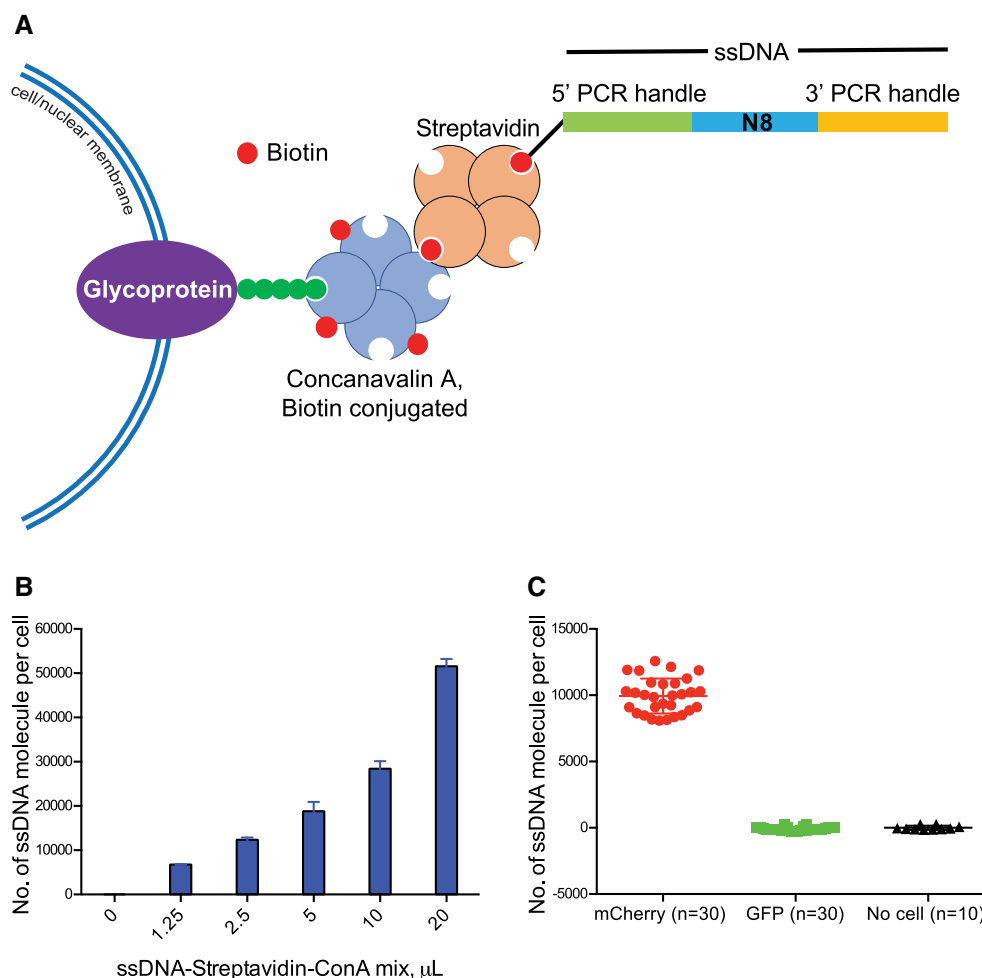 A
ssDNA
5' PCR handle
3' PCR handle
N8
Streptavidin
Biotin
cell/nuclear membrane
Glycoprotein
Concanavalin A,
Biotin conjugated
B
No. of ssDNA molecule per cell
60000
50000
40000
30000
20000
10000
0
0
1.25
2.5
5
10
20
ssDNA-Streptavidin-ConA mix, μL
C
No. of ssDNA molecule per cell
15000
10000
5000
0
-5000
mCherry (n=30)
GFP (n=30)
No cell (n=10)